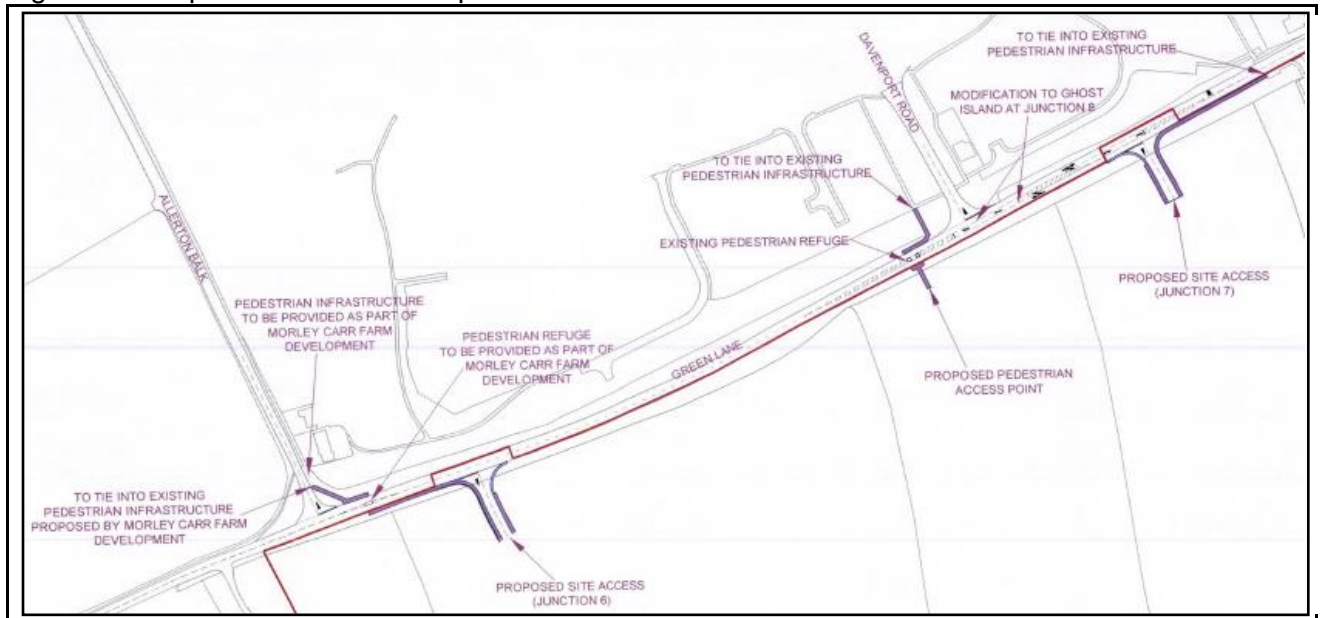 DAVENPORT ROAD
TO TIE INTO EXISTING
PEDESTRIAN INFRASTRUCTURE
MODIFICATION TO GHOST
ISLAND AT JUNCTION 8
TO TIE INTO EXISTING
PEDESTRIAN INFRASTRUCTURE
ALLERTON BALK
EXISTING PEDESTRIAN REFUGE
PROPOSED SITE ACCESS
(JUNCTION 7)
PEDESTRIAN INFRASTRUCTURE
TO BE PROVIDED AS PART OF
MORLEY CARR FARM
DEVELOPMENT
PEDESTRIAN REFUGE
TO BE PROVIDED AS PART OF
MORLEY CARR FARM
DEVELOPMENT
GREEN LANE
PROPOSED PEDESTRIAN
ACCESS POINT
TO TIE INTO EXISTING
PEDESTRIAN INFRASTRUCTURE
PROPOSED BY MORLEY CARR FARM
DEVELOPMENT
PROPOSED SITE ACCESS
(JUNCTION 6)